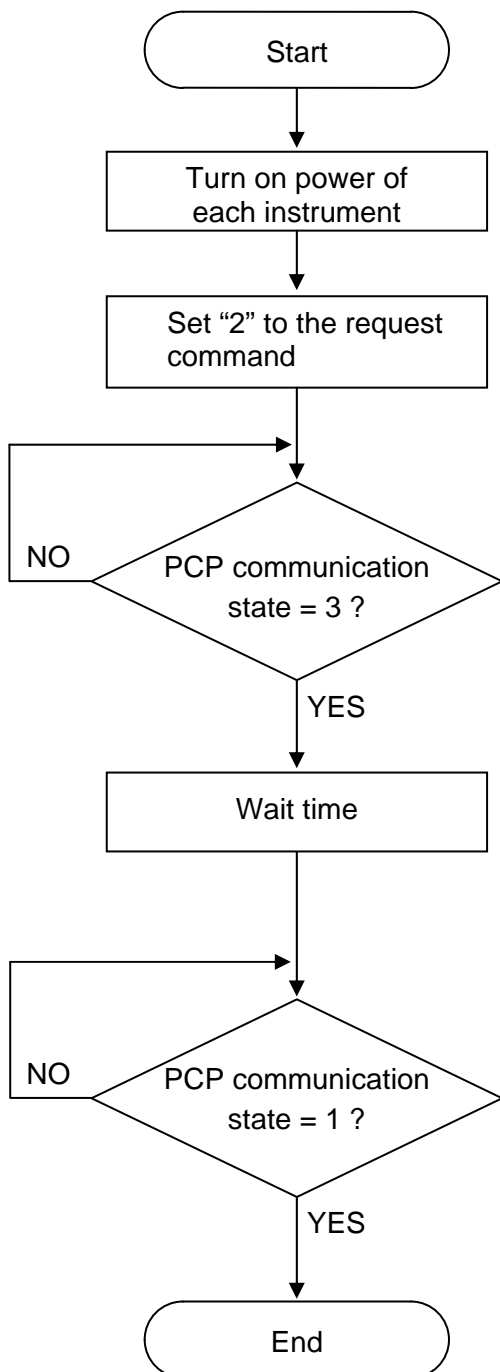 Start
Turn on power of
each instrument
Set “2” to the request
command
NO
PCP communication
state = 3 ?
YES
Wait time
NO
PCP communication
state = 1 ?
YES
End